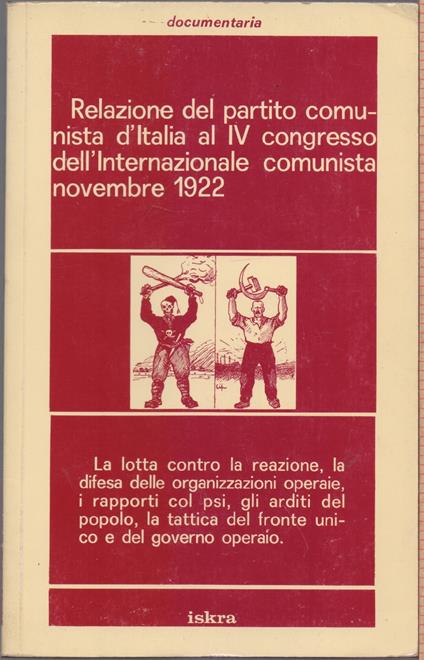 documentaria
Relazione del partito comu-
nista d'Italia al IV congresso
dell'Internazionale comunista
novembre 1922
La lotta contro la reazione, la
difesa delle organizzazioni operaie,
i rapporti col psi, gli arditi del
popolo, la tattica del fronte uni-
co e del governo operaio.
iskra